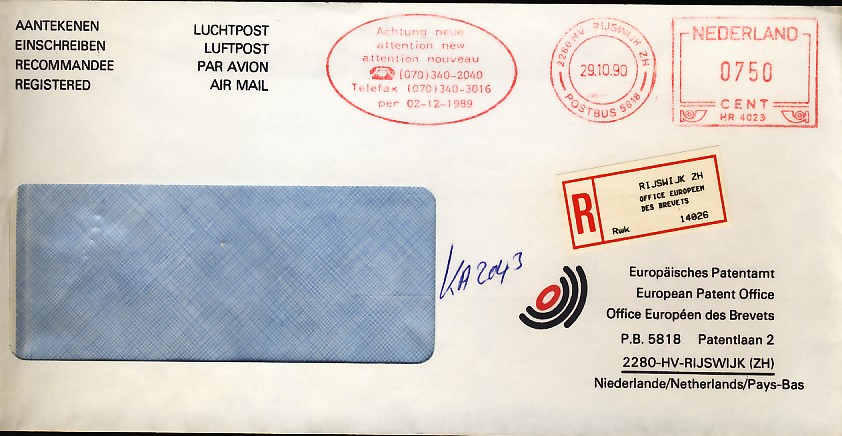 AANTEKENEN
EINSCHREIBEN
RECOMMANDEE
REGISTERED
LUCHTPOST
LUFTPOST
PAR AVION
AIR MAIL
Achtung neue
attention new
attention nouveau
(070)340-2040
Telefax (070)340-3016
per 02-12-1989
2280 HV RIJSWIJK ZH
29.10.90
POSTBUS 5818
NEDERLAND
0750
CENT
HR 4023
R
RIJSWIJK ZH
OFFICE EUROPEEN
DES BREVETS
Rwk 14026
KA2043
Europäisches Patentamt
European Patent Office
Office Européen des Brevets
P.B. 5818 Patentlaan 2
2280-HV-RIJSWIJK (ZH)
Niederlande/Netherlands/Pays-Bas